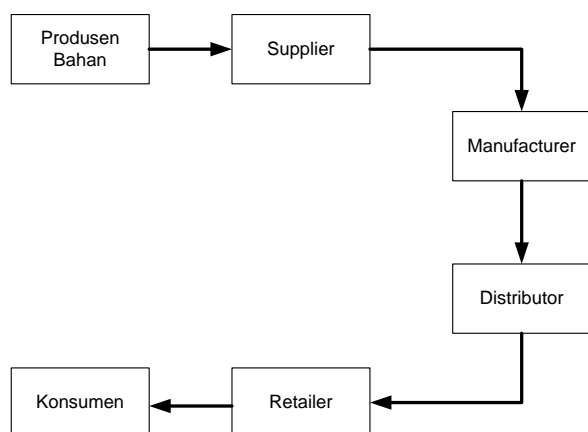 Produsen
Bahan
Supplier
Manufacturer
Distributor
Retailer
Konsumen